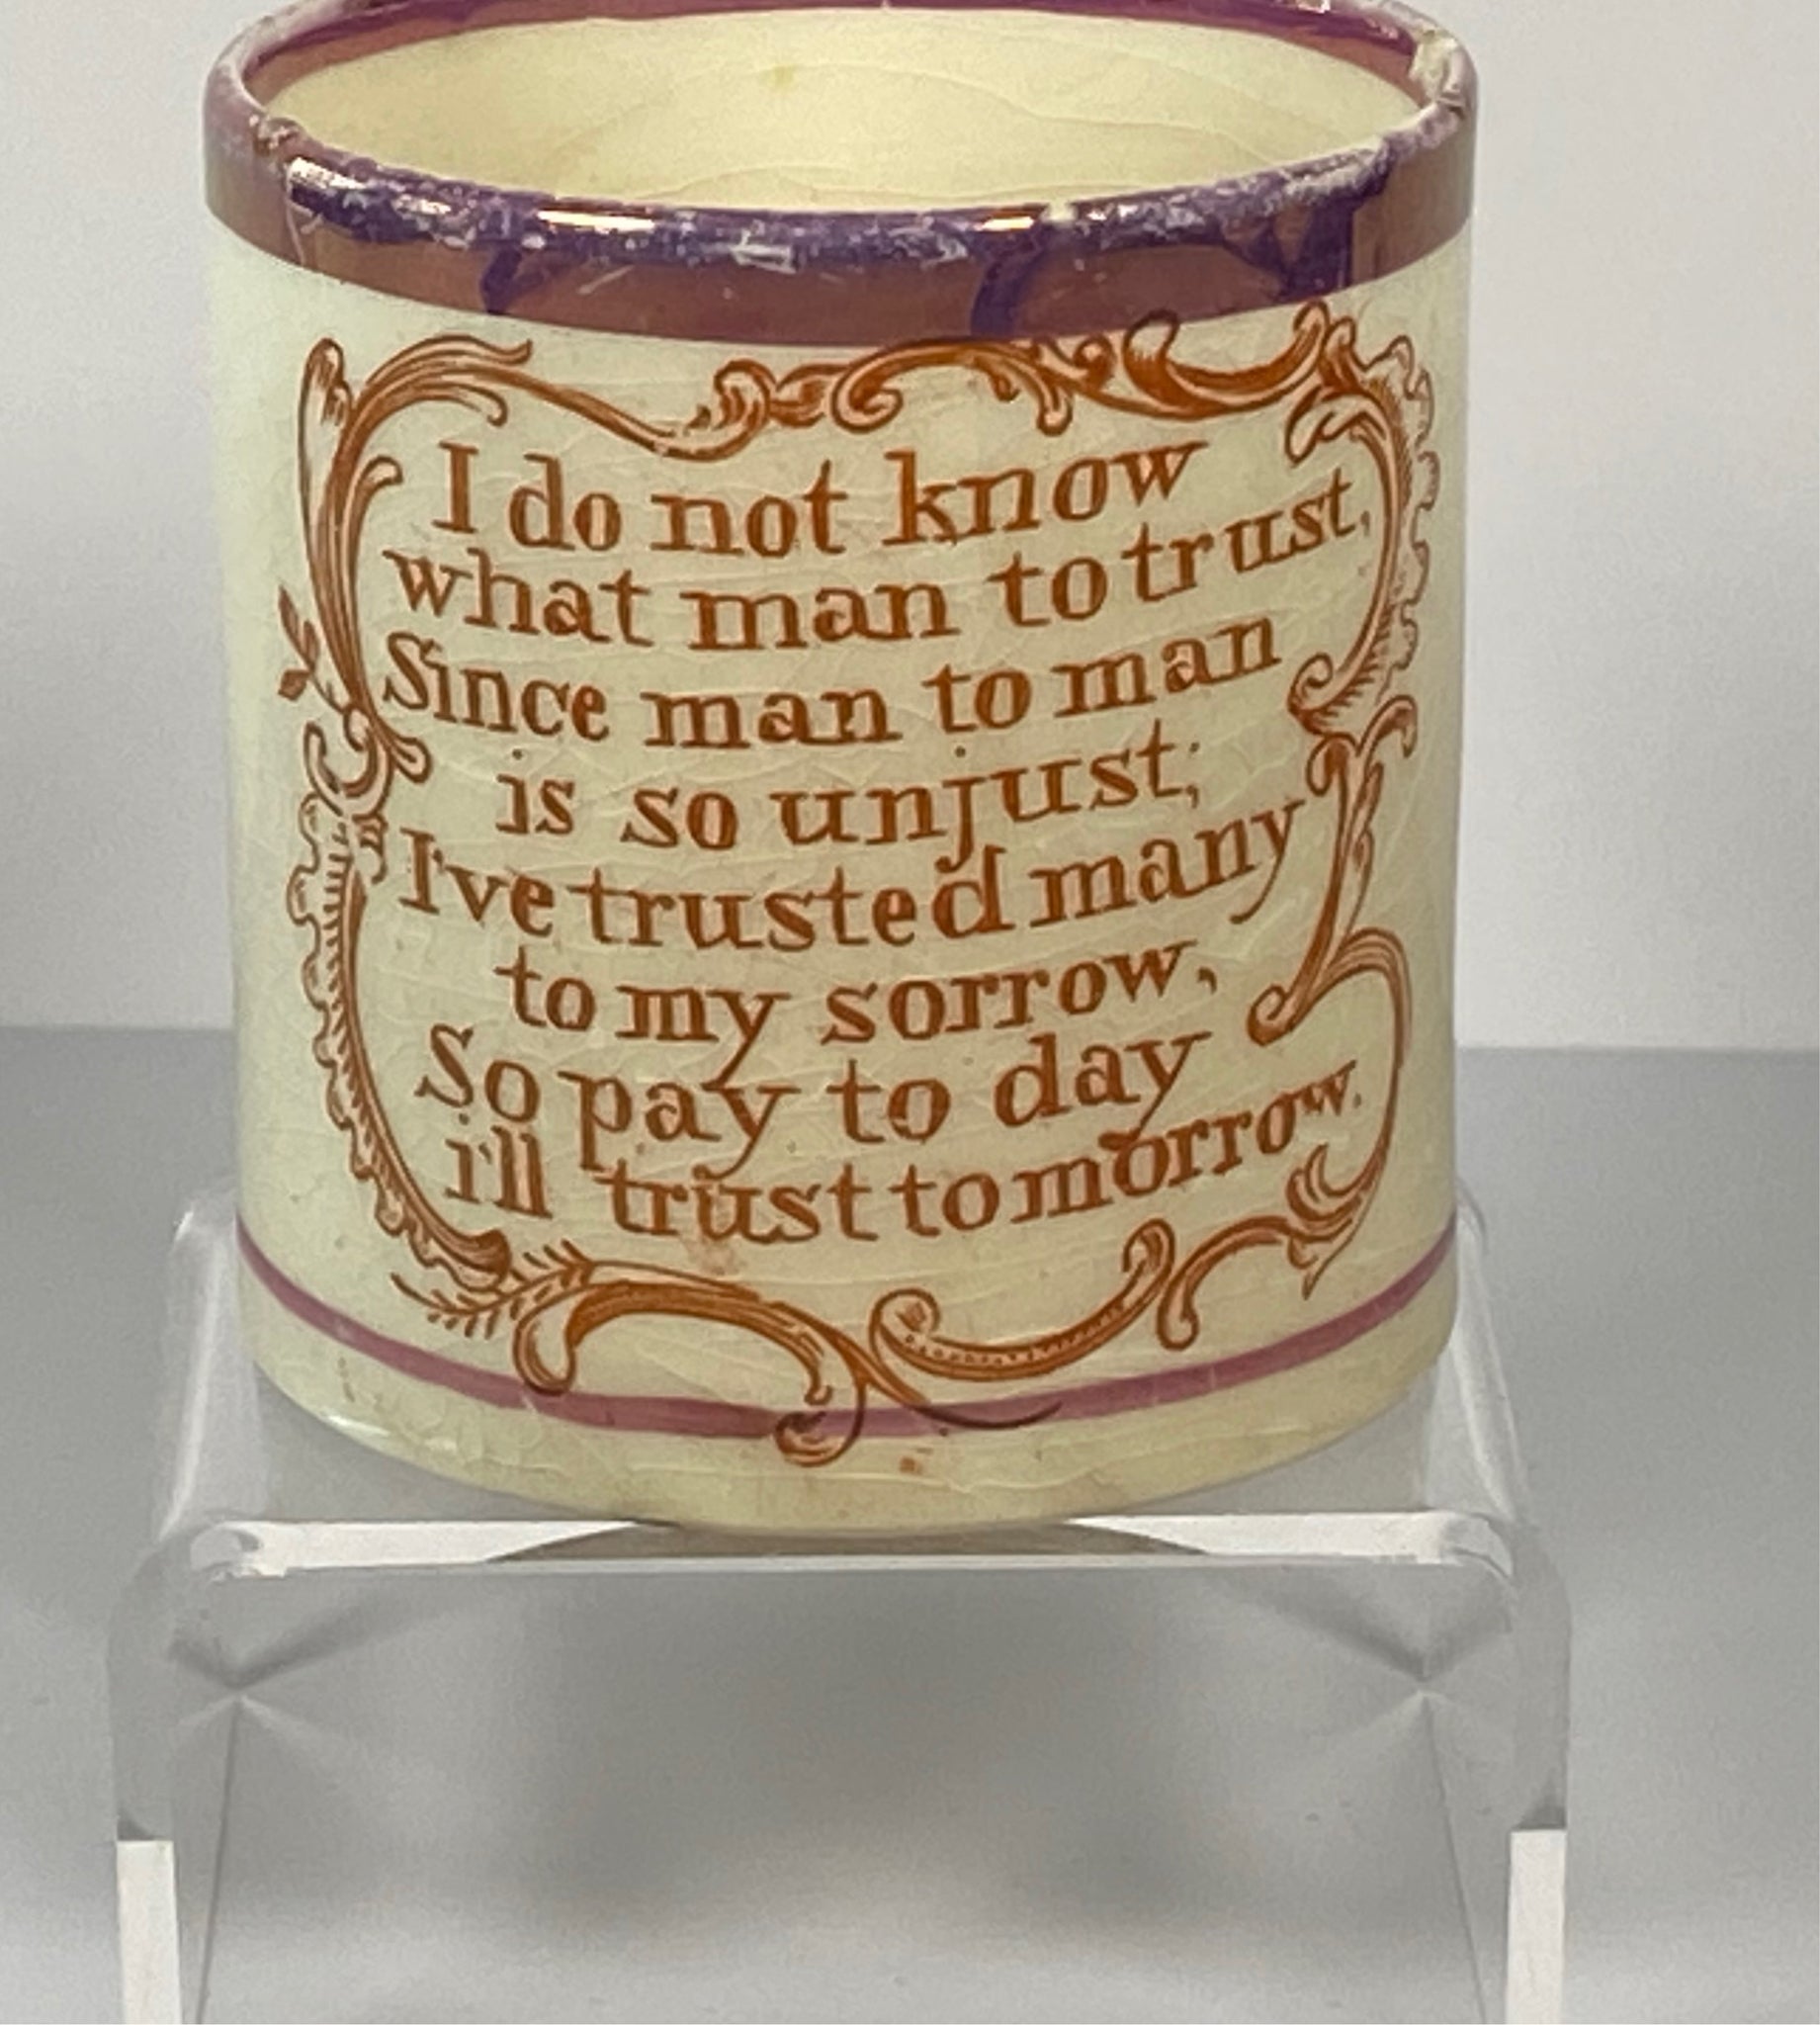 I do not know
what man to trust,
Since man to man
is so unjust;
I've trusted many
to my sorrow,
So pay to day
i'll trust tomorrow.